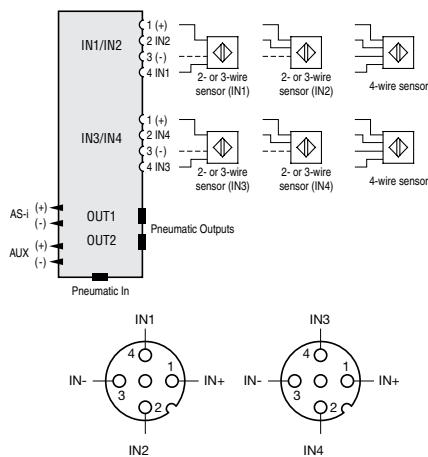 IN1/IN2
1 (+)
2 IN2
3 (-)
4 IN1
2- or 3-wire
sensor (IN1)
2- or 3-wire
sensor (IN2)
4-wire sensor
IN3/IN4
1 (+)
2 IN4
3 (-)
4 IN3
2- or 3-wire
sensor (IN3)
2- or 3-wire
sensor (IN4)
4-wire sensor
AS-i (+)
(-)
AUX (+)
(-)
OUT1
OUT2
Pneumatic Outputs
Pneumatic In
IN1
4
IN- 3 1 IN+
2
IN2
IN3
4
IN- 3 1 IN+
2
IN4